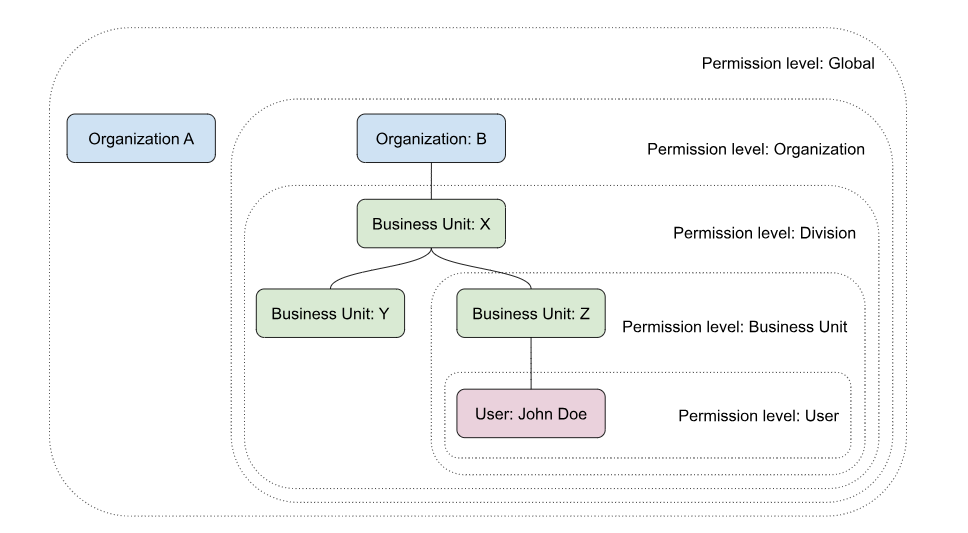 Permission level: Global
Organization A
Organization: B
Permission level: Organization
Business Unit: X
Permission level: Division
Business Unit: Y
Business Unit: Z
Permission level: Business Unit
User: John Doe
Permission level: User